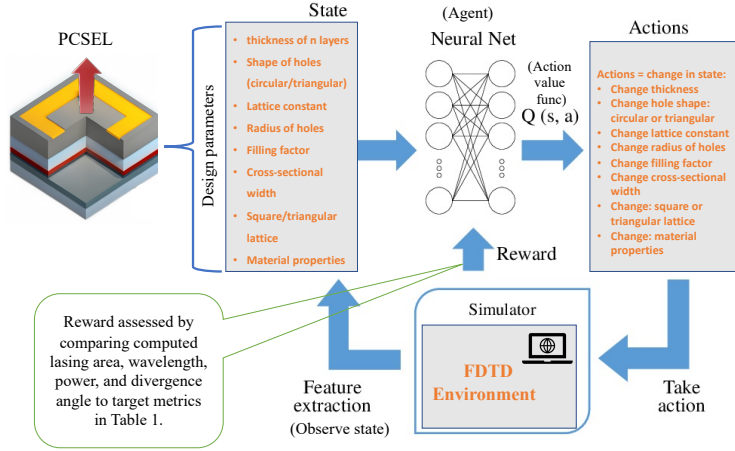 PCSEL
Design parameters
State
• thickness of n layers
• Shape of holes
(circular/triangular)
• Lattice constant
• Radius of holes
• Filling factor
• Cross-sectional
width
• Square/triangular
lattice
• Material properties
(Agent)
Neural Net
(Action
value
func)
Q (s, a)
Actions
Actions = change in state:
• Change thickness
• Change hole shape:
circular or triangular
• Change lattice constant
• Change radius of holes
• Change filling factor
• Change cross-sectional
width
• Change: square or
triangular lattice
• Change: material
properties
Reward
Reward assessed by
comparing computed
lasing area, wavelength,
power, and divergence
angle to target metrics
in Table 1.
Feature
extraction
(Observe state)
Simulator
FDTD
Environment
Take
action